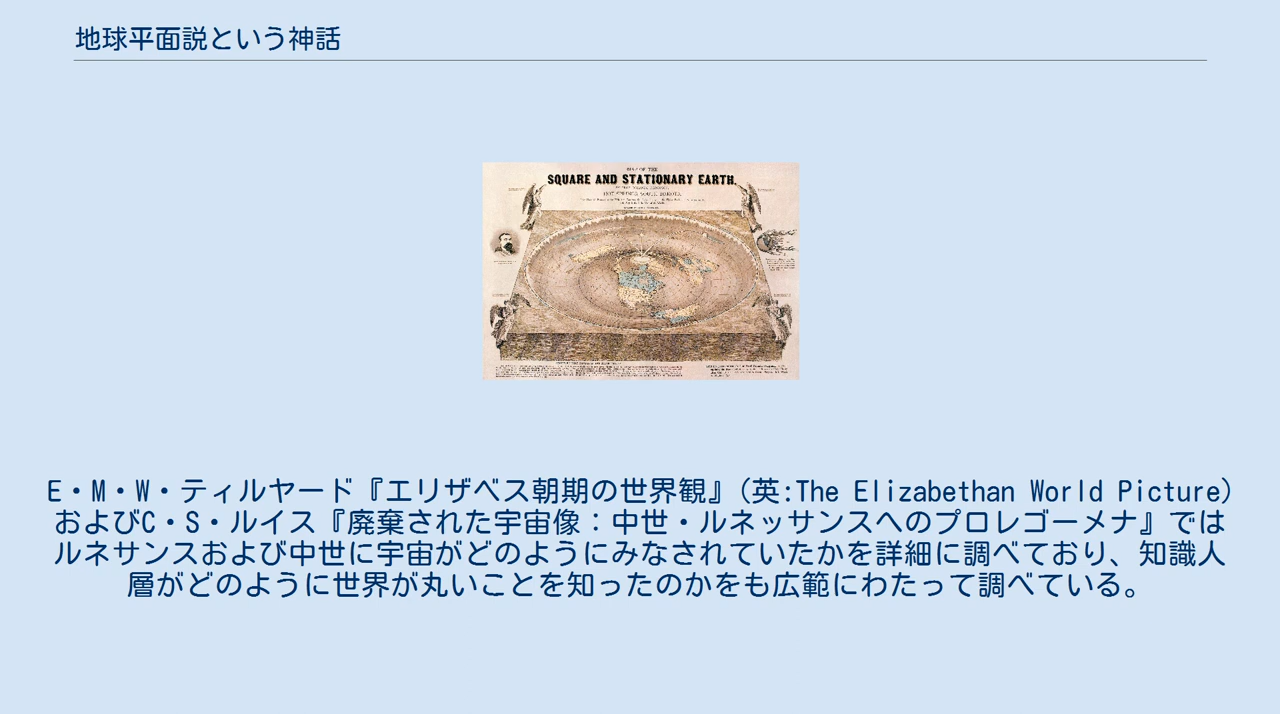 地球平面説という神話
MAP OF THE
SQUARE AND STATIONARY EARTH.
HOT SPRINGS, SOUTH DAKOTA.
E・M・W・ティルヤード『エリザベス朝期の世界観』(英:The Elizabethan World Picture)
およびC・S・ルイス『廃棄された宇宙像：中世・ルネッサンスへのプロレゴーメナ』では
ルネサンスおよび中世に宇宙がどのようにみなされていたかを詳細に調べており、知識人
層がどのように世界が丸いことを知ったのかをも広範にわたって調べている。